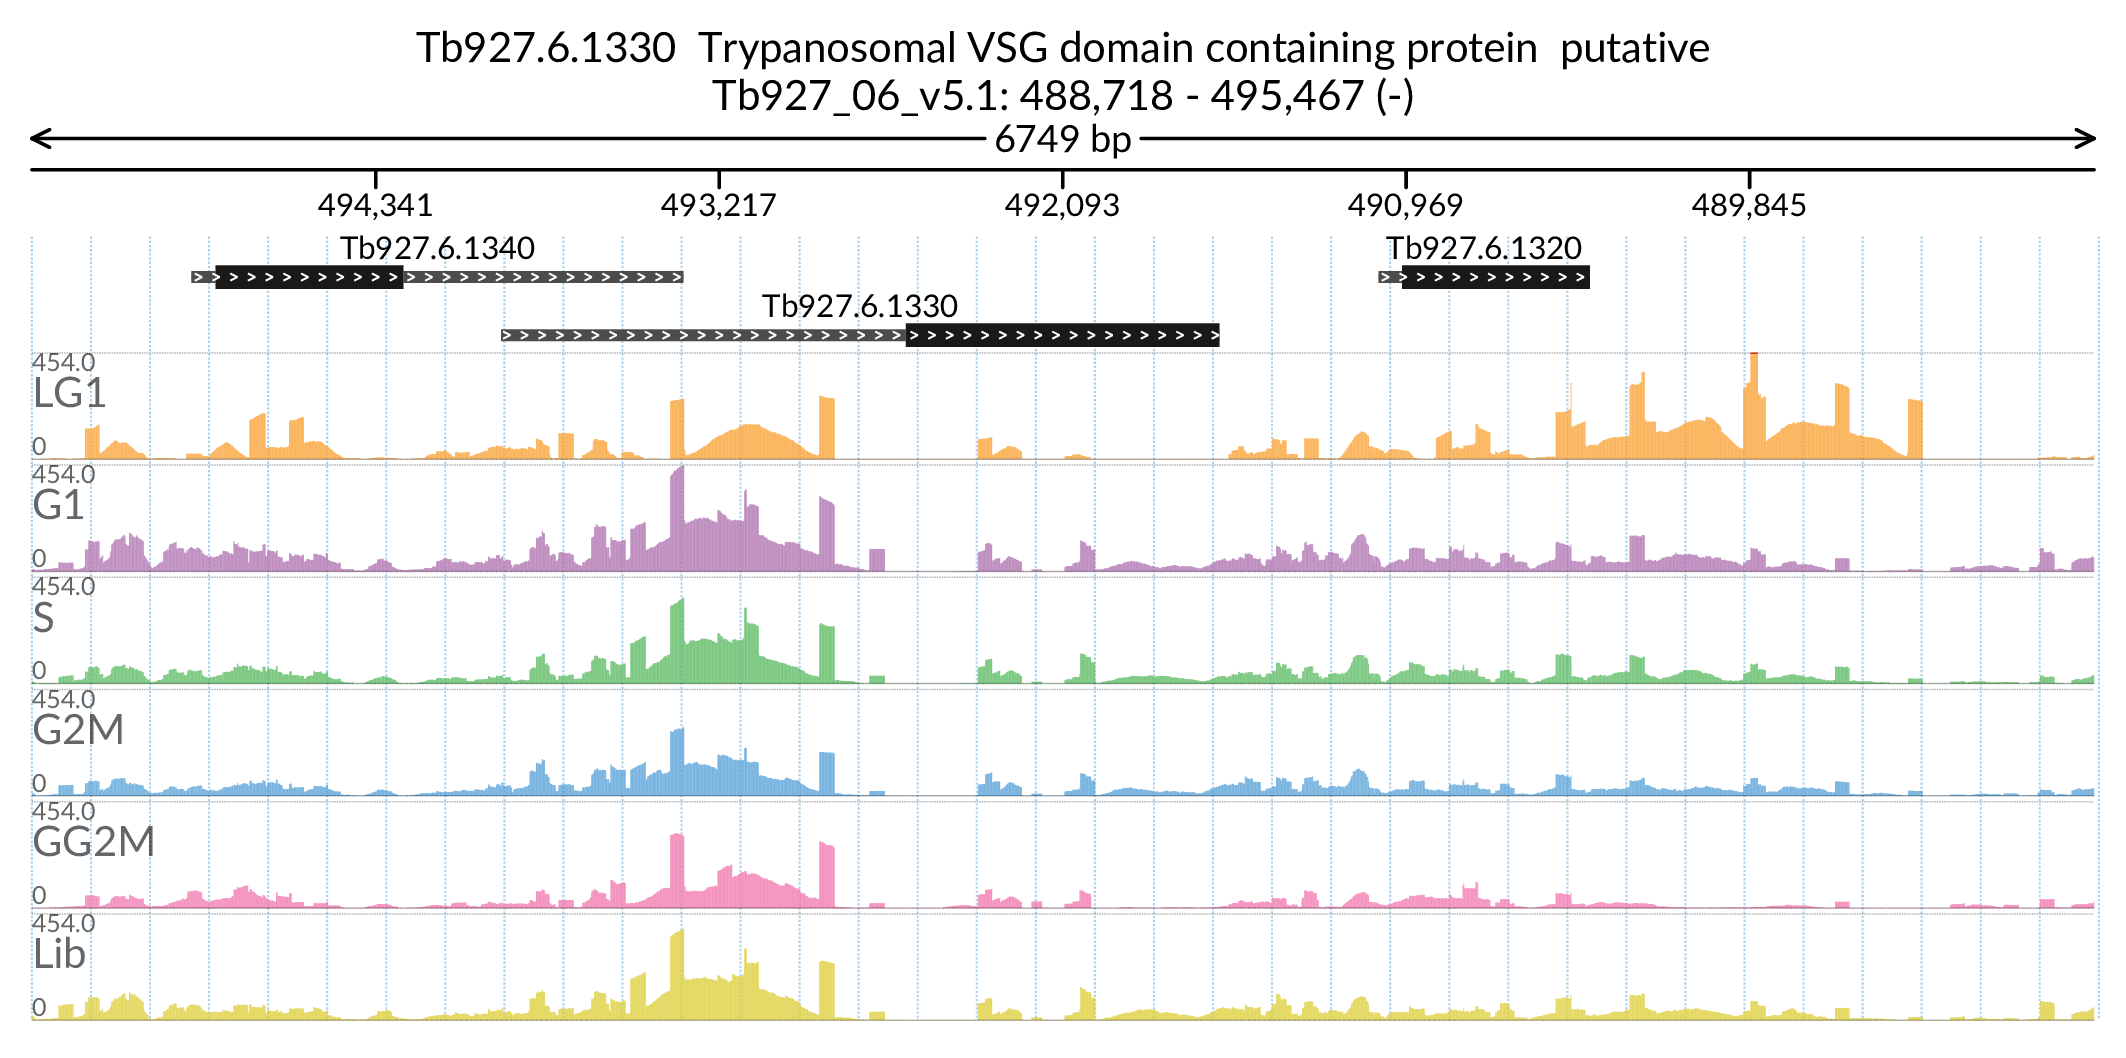 Tb927.6.1330  Trypanosomal VSG domain containing protein  putative
Tb927_06_v5.1: 488,718 - 495,467 (-)
6749 bp
494,341 493,217 492,093 490,969 489,845
Tb927.6.1340 Tb927.6.1320
Tb927.6.1330
454.0
LG1
0
454.0
G1
0
454.0
S
0
454.0
G2M
0
454.0
GG2M
0
454.0
Lib
0